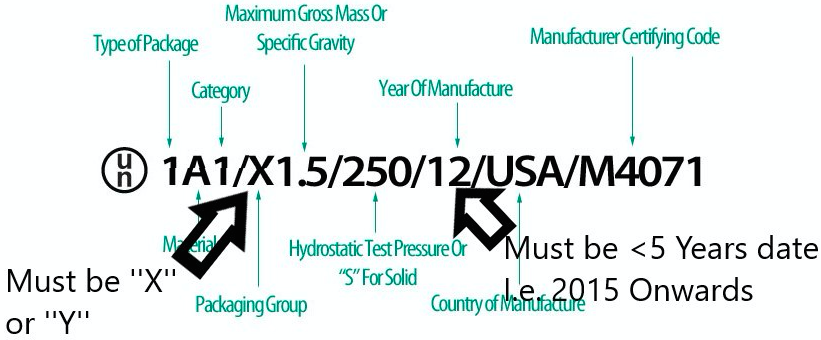 Maximum Gross Mass Or
Specific Gravity
Type of Package
Manufacturer Certifying Code
Category
Year Of Manufacture
un 1A1/X1.5/250/12/USA/M4071
Material
Hydrostatic Test Pressure Or
“S” For Solid
Must be <5 Years date
I.e. 2015 Onwards
Must be "X"
or "Y"
Packaging Group
Country of Manufacture